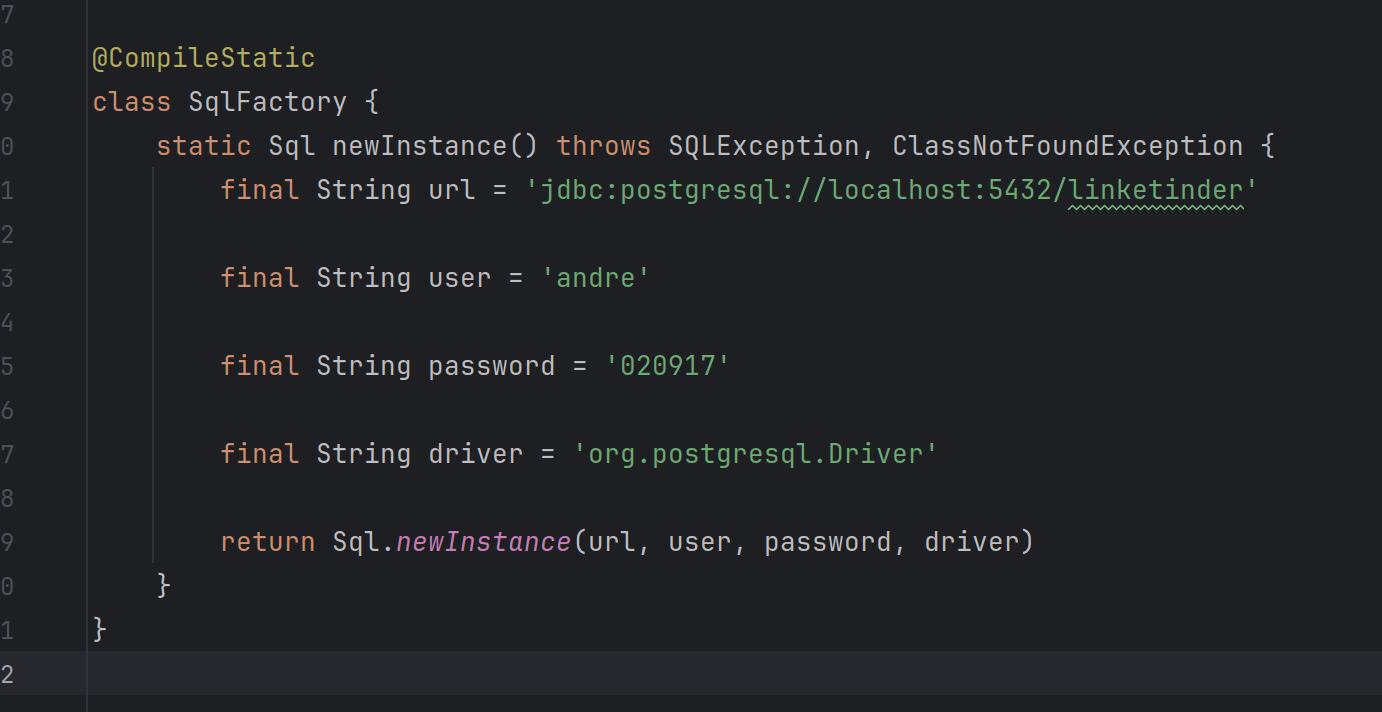 7
8 @CompileStatic
9 class SqlFactory {
0 static Sql newInstance() throws SQLException, ClassNotFoundException {
1 final String url = 'jdbc:postgresql://localhost:5432/linketinder'
2
3 final String user = 'andre'
4
5 final String password = '020917'
6
7 final String driver = 'org.postgresql.Driver'
8
9 return Sql.newInstance(url, user, password, driver)
0 }
1 }
2